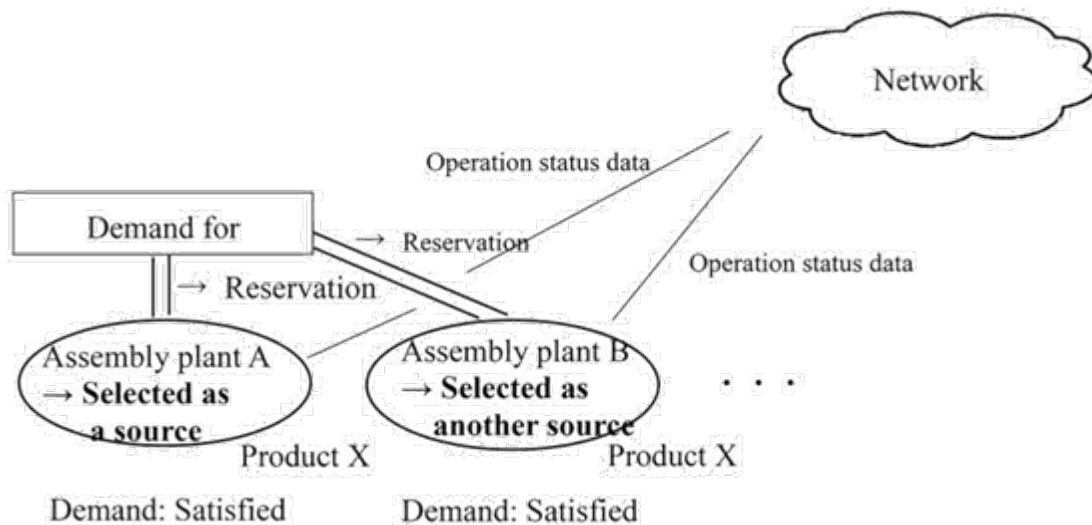 Network
Operation status data
Demand for
→ Reservation
Operation status data
→ Reservation
Assembly plant A
→ Selected as
a source
Assembly plant B
→ Selected as
another source
· · ·
Product X
Product X
Demand: Satisfied
Demand: Satisfied